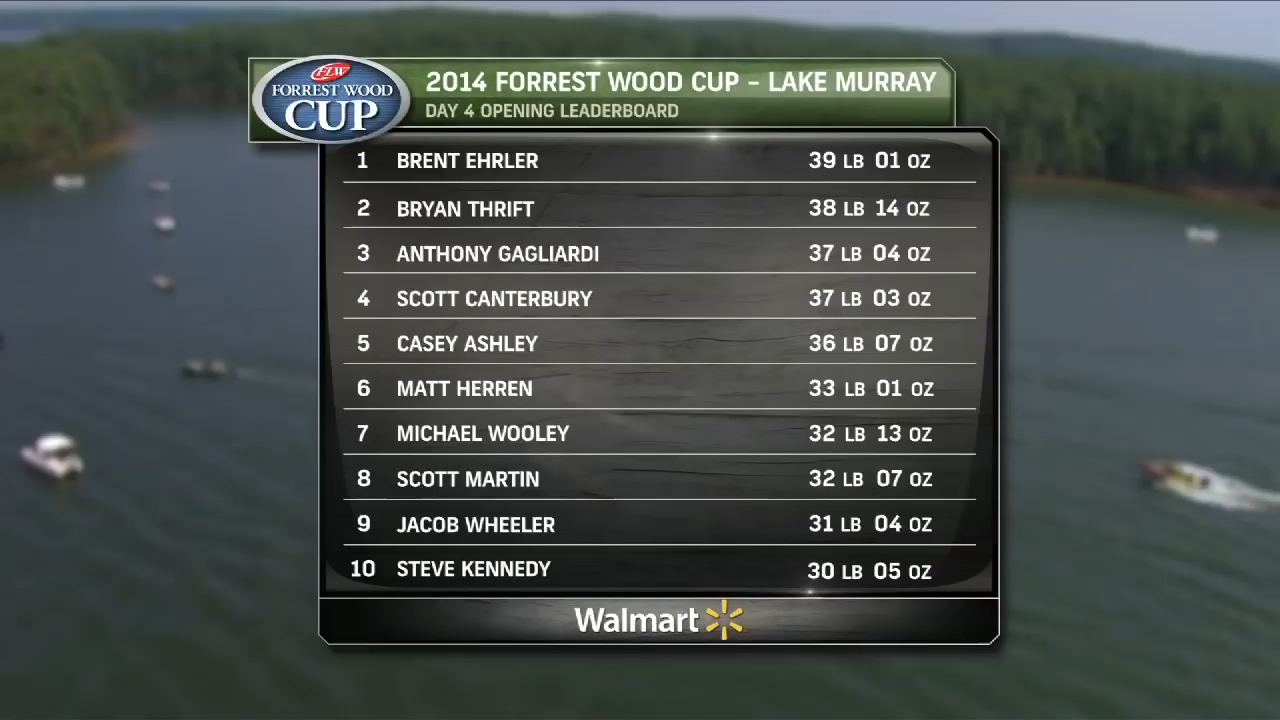 FLW
FORREST WOOD
CUP
2014 FORREST WOOD CUP – LAKE MURRAY
DAY 4 OPENING LEADERBOARD
1 BRENT EHRLER 39 LB 01 OZ
2 BRYAN THRIFT 38 LB 14 OZ
3 ANTHONY GAGLIARDI 37 LB 04 OZ
4 SCOTT CANTERBURY 37 LB 03 OZ
5 CASEY ASHLEY 36 LB 07 OZ
6 MATT HERREN 33 LB 01 OZ
7 MICHAEL WOOLEY 32 LB 13 OZ
8 SCOTT MARTIN 32 LB 07 OZ
9 JACOB WHEELER 31 LB 04 OZ
10 STEVE KENNEDY 30 LB 05 OZ
Walmart